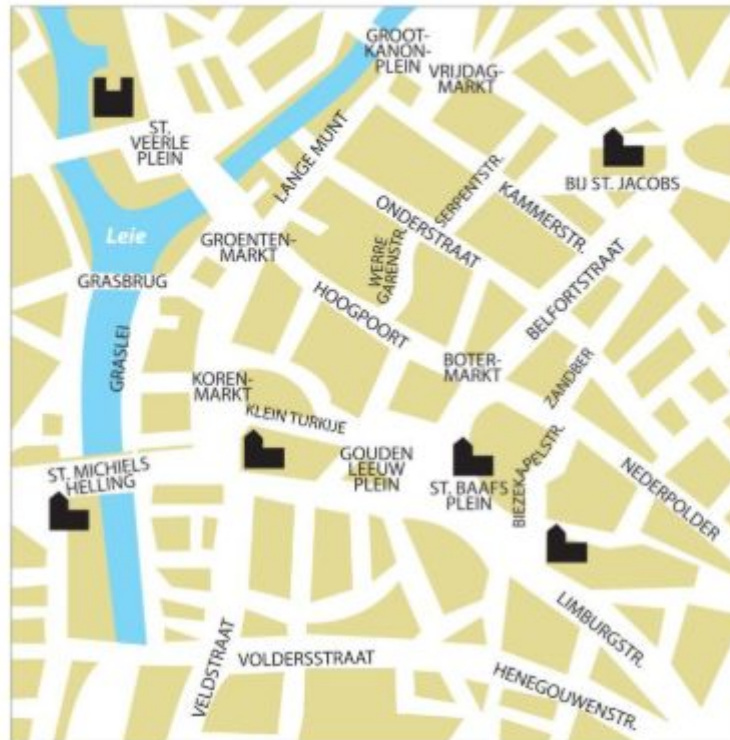 GROOT-
KANON-
PLEIN
VRIJDAG-
MARKT
ST.
VEERLE
PLEIN
LANGE MUNT
SERPENTSTR.
BIJ ST. JACOBS
KAMMERSTR.
ONDERSTRAAT
Leie
GROENTEN-
MARKT
WERRE
GARENSTR.
BELFORTSTRAAT
GRASBRUG
HOOGPOORT
GRASLEI
BOTER-
MARKT
ZANDBER
KOREN-
MARKT
KLEIN TURKIJE
GOUDEN
LEEUW
PLEIN
ST. BAAFS
PLEIN
BIEZEKAPELSTR.
NEDERPOLDER
ST. MICHIELS
HELLING
LIMBURGSTR.
VELDSTRAAT
VOLDERSSTRAAT
HENEGOUWENSTR.